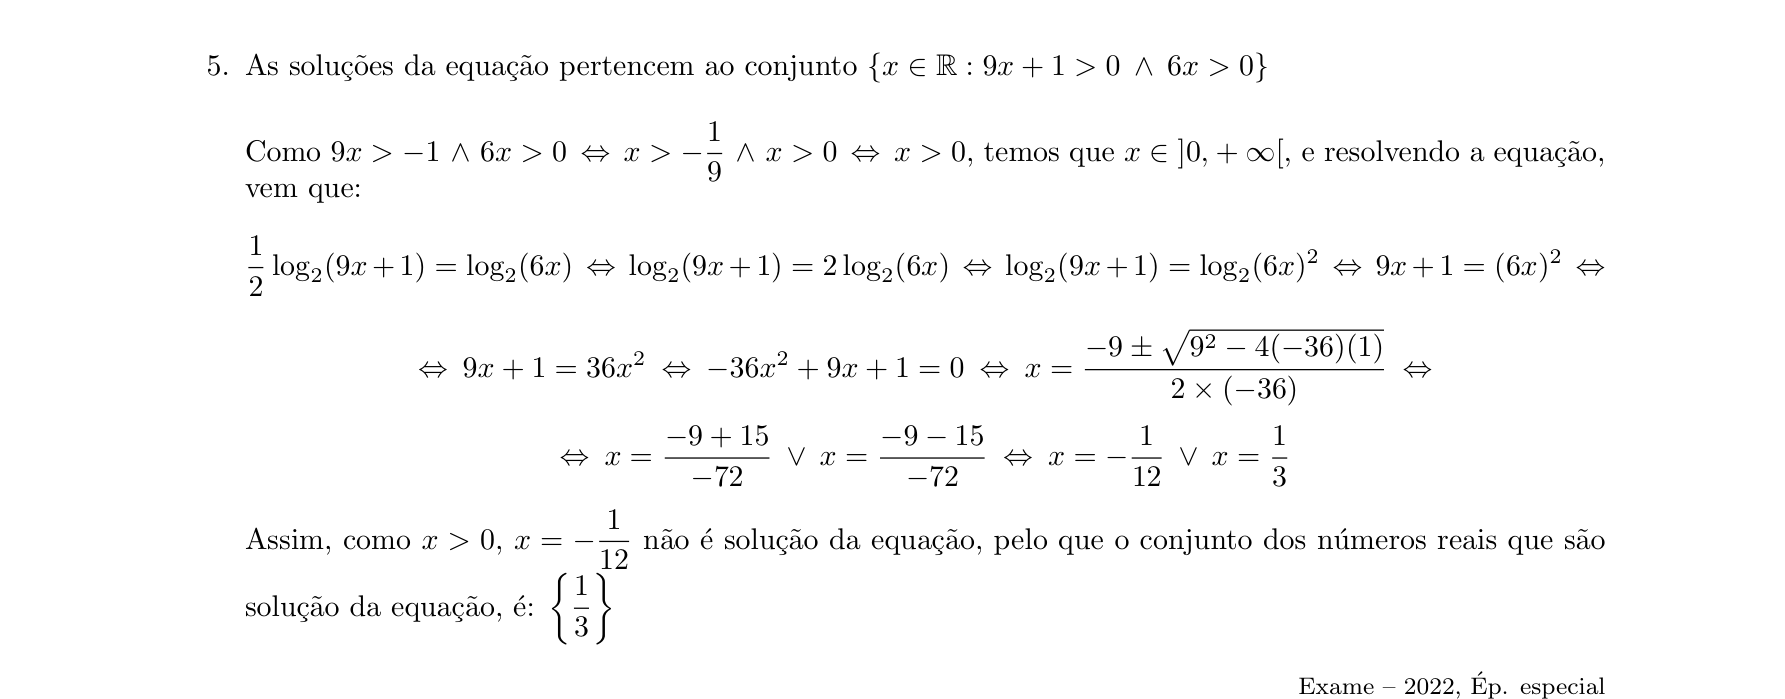 5. As soluções da equação pertencem ao conjunto {x ∈ ℝ : 9x + 1 > 0 ∧ 6x > 0}
Como 9x > −1 ∧ 6x > 0 ⇔ x > −1/9 ∧ x > 0 ⇔ x > 0, temos que x ∈ ]0, + ∞[, e resolvendo a equação,
vem que:
1/2 log₂(9x + 1) = log₂(6x) ⇔ log₂(9x + 1) = 2 log₂(6x) ⇔ log₂(9x + 1) = log₂(6x)² ⇔ 9x + 1 = (6x)² ⇔
⇔ 9x + 1 = 36x² ⇔ −36x² + 9x + 1 = 0 ⇔ x = (−9 ± √(9² − 4(−36)(1)))/(2 × (−36)) ⇔
⇔ x = (−9 + 15)/(−72) ∨ x = (−9 − 15)/(−72) ⇔ x = −1/12 ∨ x = 1/3
Assim, como x > 0, x = −1/12 não é solução da equação, pelo que o conjunto dos números reais que são
solução da equação, é: {1/3}
Exame – 2022, Ép. especial